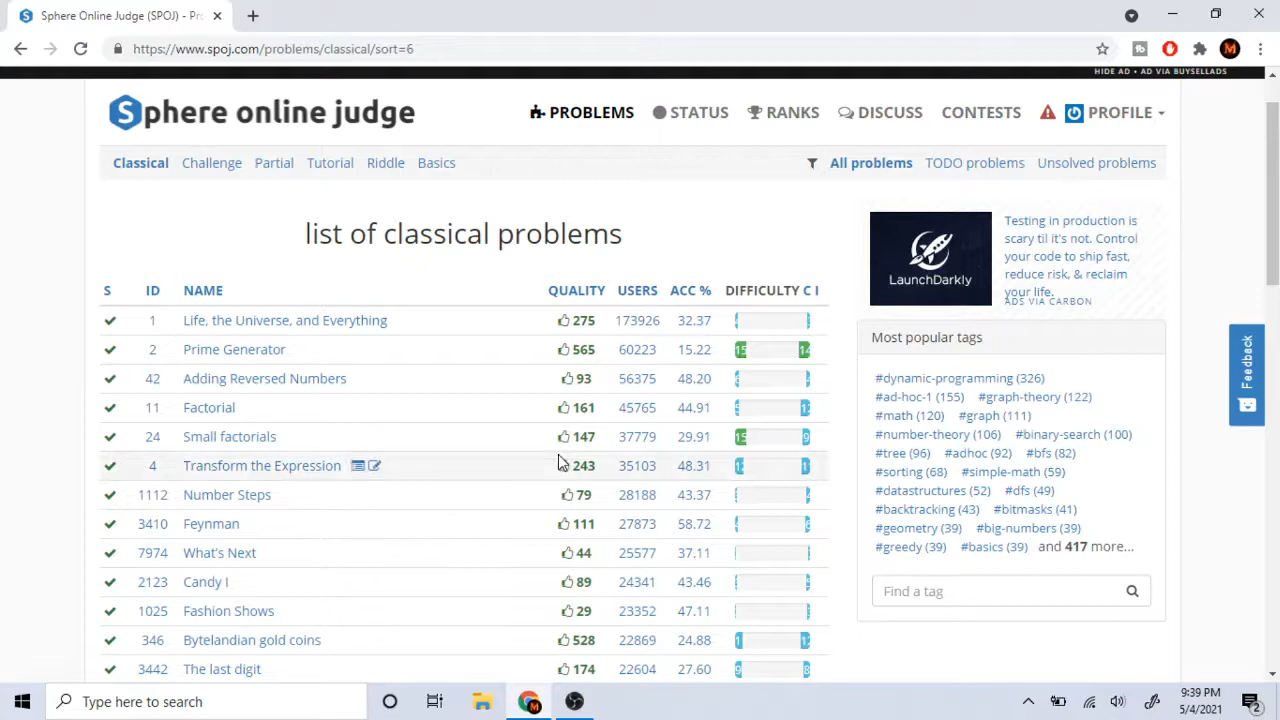 Sphere Online Judge (SPOJ) - Pro
https://www.spoj.com/problems/classical/sort=6
HIDE AD • AD VIA BUYSELLADS
Sphere online judge
PROBLEMS STATUS RANKS DISCUSS CONTESTS PROFILE
Classical Challenge Partial Tutorial Riddle Basics All problems TODO problems Unsolved problems
list of classical problems
S ID NAME QUALITY USERS ACC % DIFFICULTY C I
1 Life, the Universe, and Everything 275 173926 32.37
2 Prime Generator 565 60223 15.22 15 14
42 Adding Reversed Numbers 93 56375 48.20
11 Factorial 161 45765 44.91
24 Small factorials 147 37779 29.91 15 9
4 Transform the Expression 243 35103 48.31
1112 Number Steps 79 28188 43.37
3410 Feynman 111 27873 58.72
7974 What's Next 44 25577 37.11
2123 Candy I 89 24341 43.46
1025 Fashion Shows 29 23352 47.11
346 Bytelandian gold coins 528 22869 24.88
3442 The last digit 174 22604 27.60 9 8
LaunchDarkly
Testing in production is
scary til it's not. Control
your code to ship fast,
reduce risk, & reclaim
your life.
ADS VIA CARBON
Most popular tags
#dynamic-programming (326)
#ad-hoc-1 (155) #graph-theory (122)
#math (120) #graph (111)
#number-theory (106) #binary-search (100)
#tree (96) #adhoc (92) #bfs (82)
#sorting (68) #simple-math (59)
#datastructures (52) #dfs (49)
#backtracking (43) #bitmasks (41)
#geometry (39) #big-numbers (39)
#greedy (39) #basics (39) and 417 more...
Find a tag
Feedback
Type here to search
9:39 PM
5/4/2021
2